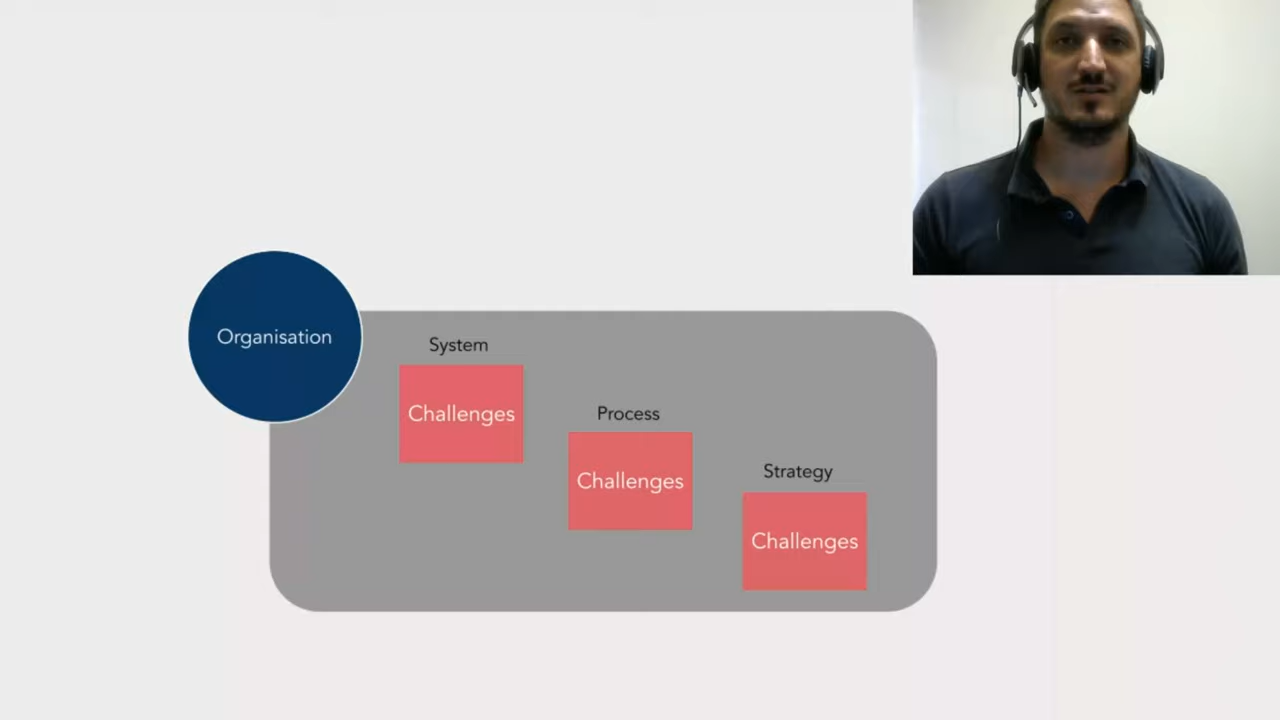 Organisation
System
Challenges
Process
Challenges
Strategy
Challenges